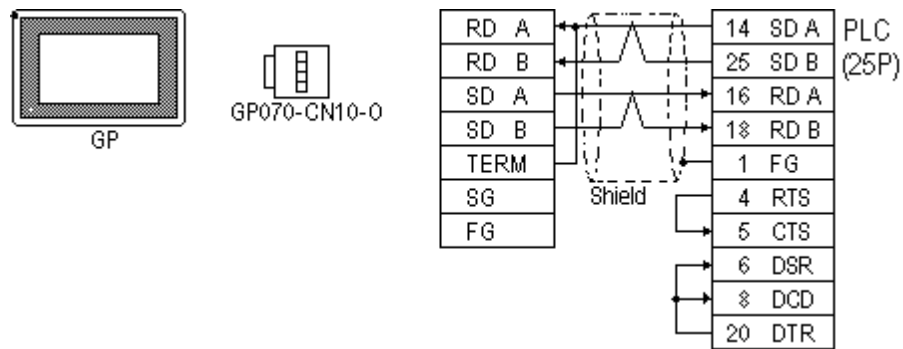 GP
GP070-CN10-O
RD A
RD B
SD A
SD B
TERM
SG
FG
Shield
14 SD A
25 SD B
16 RD A
18 RD B
1 FG
4 RTS
5 CTS
6 DSR
8 DCD
20 DTR
PLC
(25P)